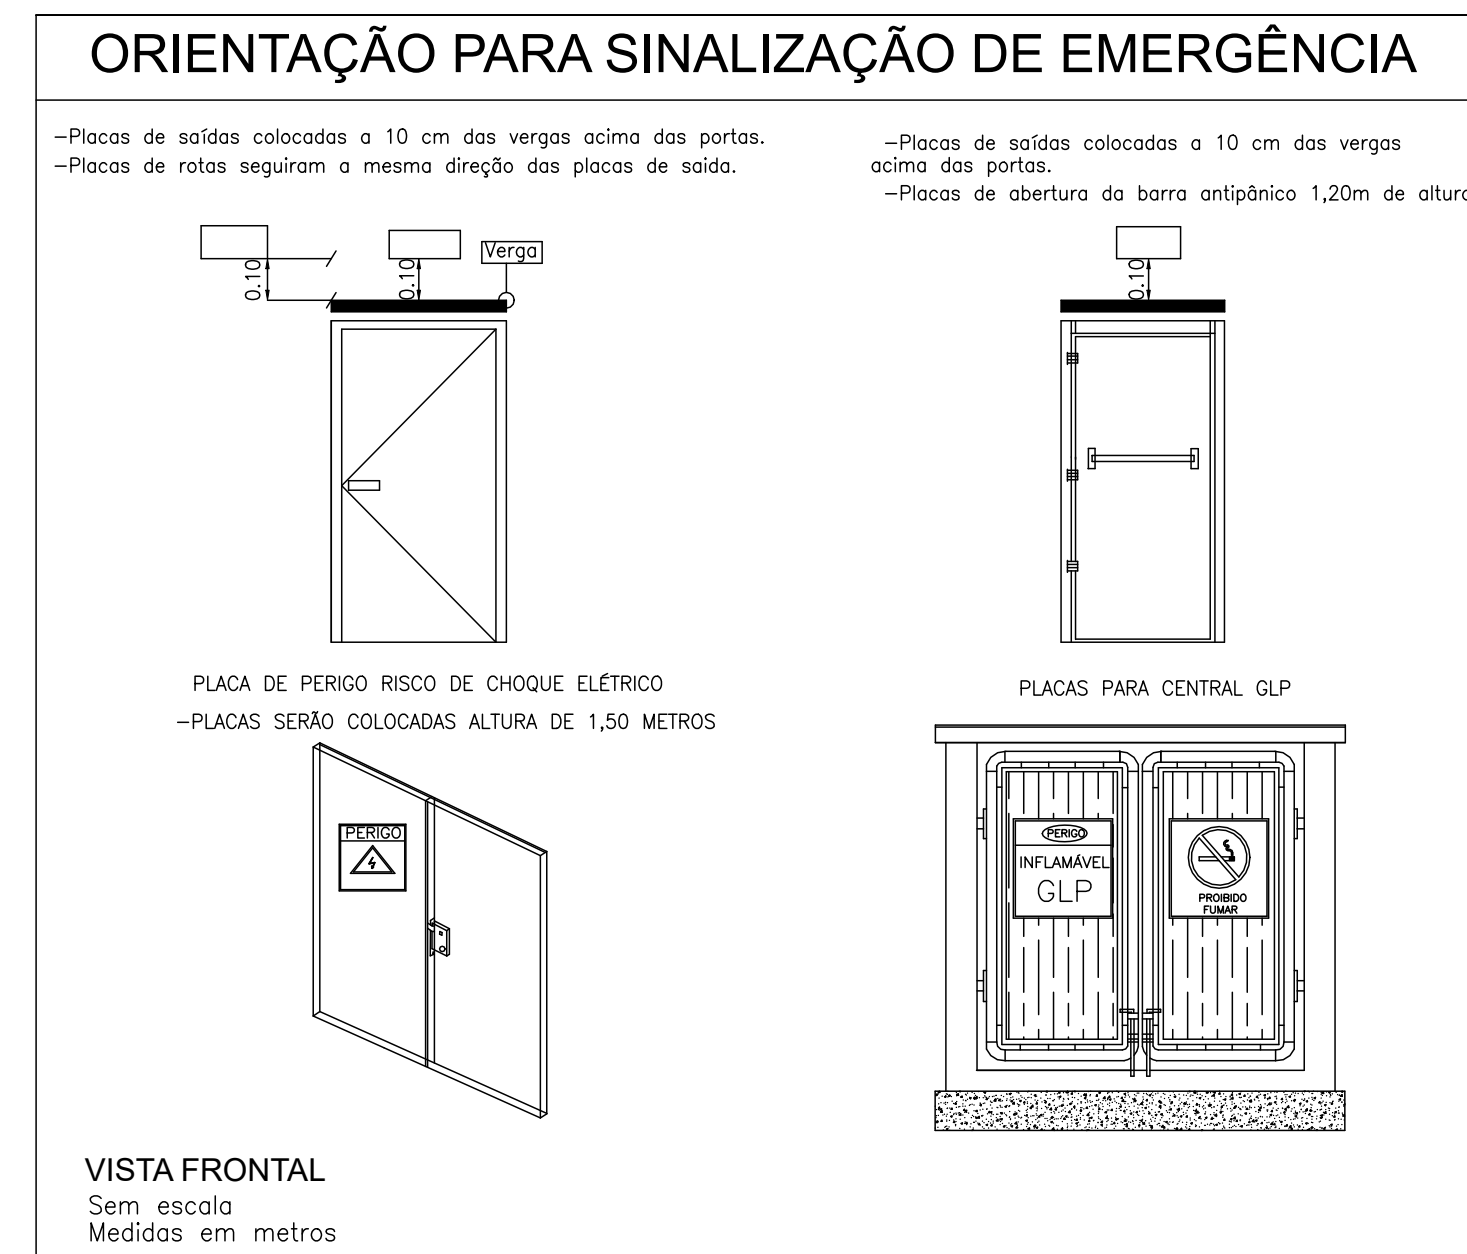 ORIENTAÇÃO PARA SINALIZAÇÃO DE EMERGÊNCIA
-Placas de saídas colocadas a 10 cm das vergas acima das portas.
-Placas de rotas seguiram a mesma direção das placas de saida.
-Placas de saídas colocadas a 10 cm das vergas
acima das portas.
-Placas de abertura da barra antipânico 1,20m de altura
0.10
0.10
Verga
0.10
PLACA DE PERIGO RISCO DE CHOQUE ELÉTRICO
-PLACAS SERÃO COLOCADAS ALTURA DE 1,50 METROS
PERIGO
PLACAS PARA CENTRAL GLP
PERIGO
INFLAMÁVEL
GLP
PROIBIDO
FUMAR
VISTA FRONTAL
Sem escala
Medidas em metros